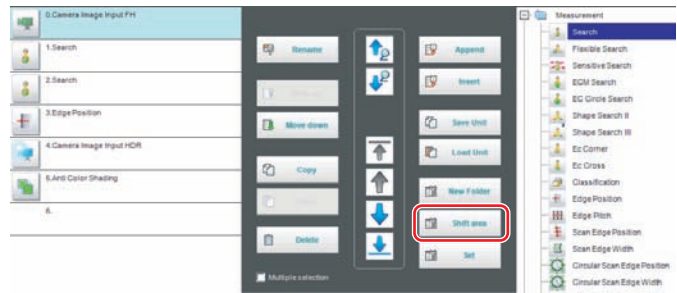 0.Camera Image Input FH
1.Search
2.Search
3.Edge Position
4.Camera Image Input HDR
5.Anti Color Shading
6.
Rename
Move down
Copy
Delete
Multiple selection
Append
Insert
Save Unit
Load Unit
New Folder
Shift area
Set
Measurement
Search
Flexible Search
Sensitive Search
ECM Search
EC Circle Search
Shape Search II
Shape Search III
Ec Corner
Ec Cross
Classification
Edge Position
Edge Pitch
Scan Edge Position
Scan Edge Width
Circular Scan Edge Position
Circular Scan Edge Width